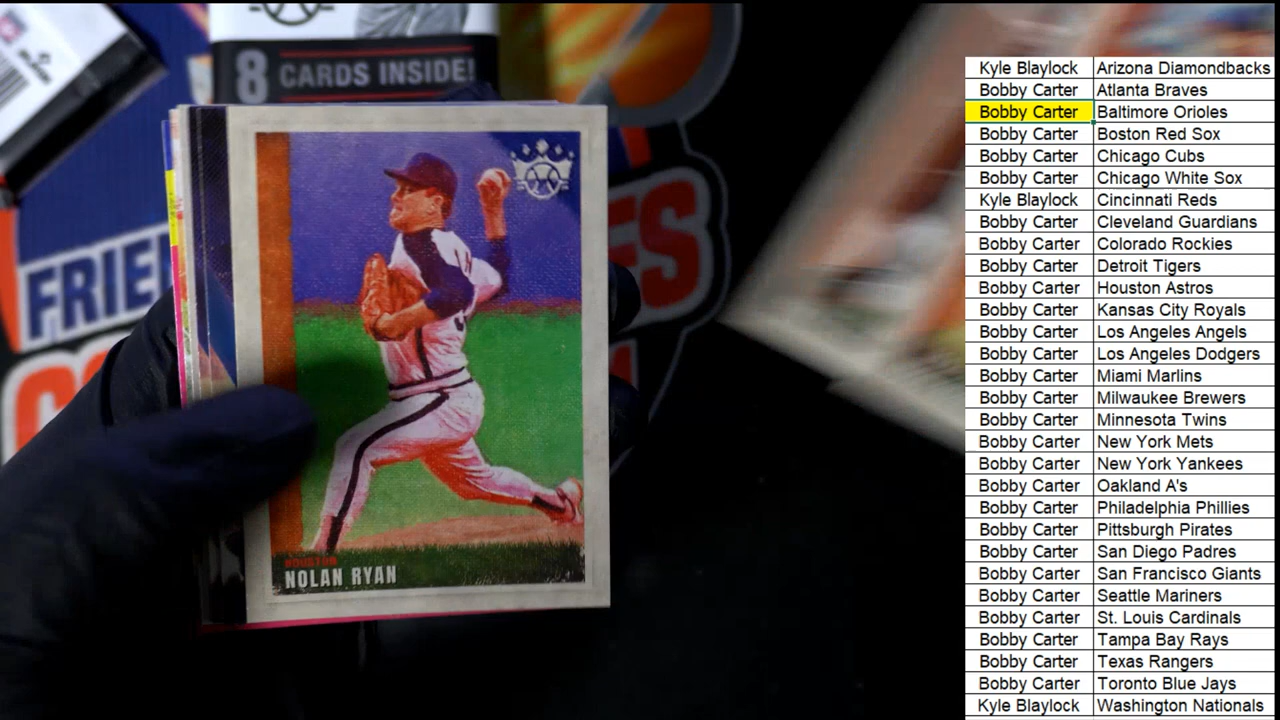 8 CARDS INSIDE!
FRIE
ES
CO
HOUSTON
NOLAN RYAN
Kyle Blaylock Arizona Diamondbacks
Bobby Carter Atlanta Braves
Bobby Carter Baltimore Orioles
Bobby Carter Boston Red Sox
Bobby Carter Chicago Cubs
Bobby Carter Chicago White Sox
Kyle Blaylock Cincinnati Reds
Bobby Carter Cleveland Guardians
Bobby Carter Colorado Rockies
Bobby Carter Detroit Tigers
Bobby Carter Houston Astros
Bobby Carter Kansas City Royals
Bobby Carter Los Angeles Angels
Bobby Carter Los Angeles Dodgers
Bobby Carter Miami Marlins
Bobby Carter Milwaukee Brewers
Bobby Carter Minnesota Twins
Bobby Carter New York Mets
Bobby Carter New York Yankees
Bobby Carter Oakland A's
Bobby Carter Philadelphia Phillies
Bobby Carter Pittsburgh Pirates
Bobby Carter San Diego Padres
Bobby Carter San Francisco Giants
Bobby Carter Seattle Mariners
Bobby Carter St. Louis Cardinals
Bobby Carter Tampa Bay Rays
Bobby Carter Texas Rangers
Bobby Carter Toronto Blue Jays
Kyle Blaylock Washington Nationals